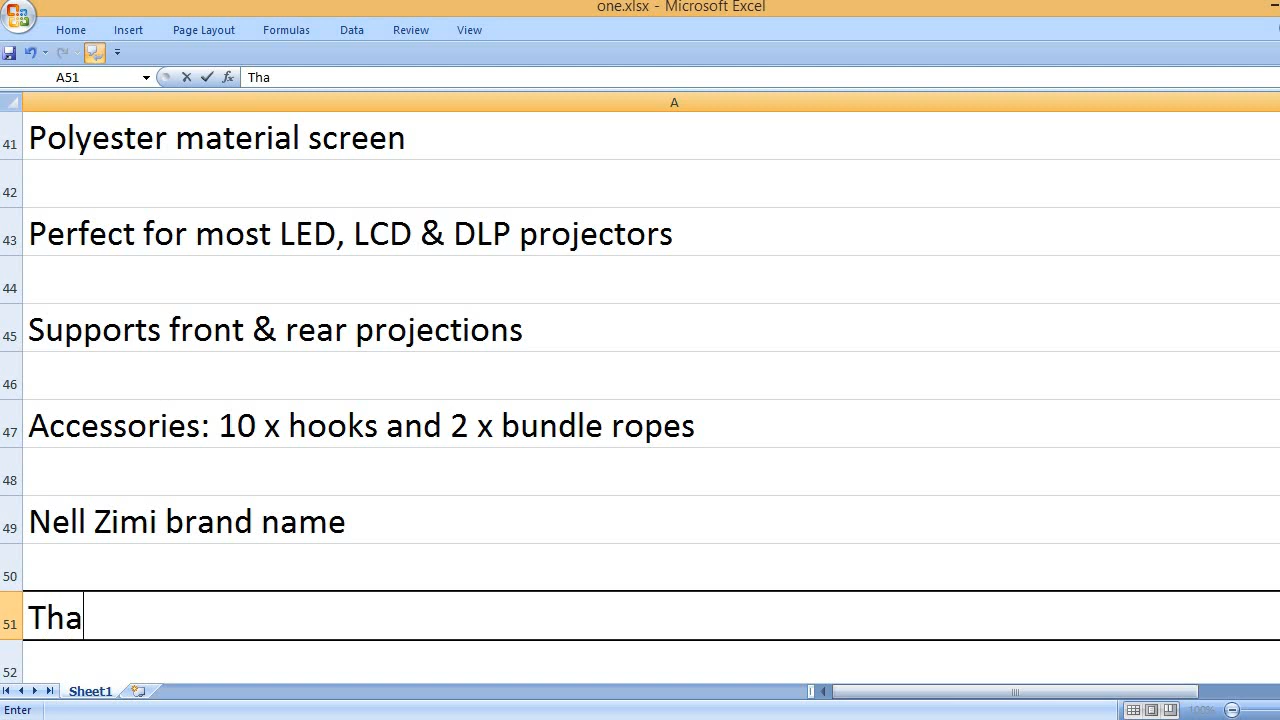 one.xlsx - Microsoft Excel
Home Insert Page Layout Formulas Data Review View
A51 fx Tha
A
41 Polyester material screen
42
43 Perfect for most LED, LCD & DLP projectors
44
45 Supports front & rear projections
46
47 Accessories: 10 x hooks and 2 x bundle ropes
48
49 Nell Zimi brand name
50
51 Tha
52
Sheet1
Enter 100%